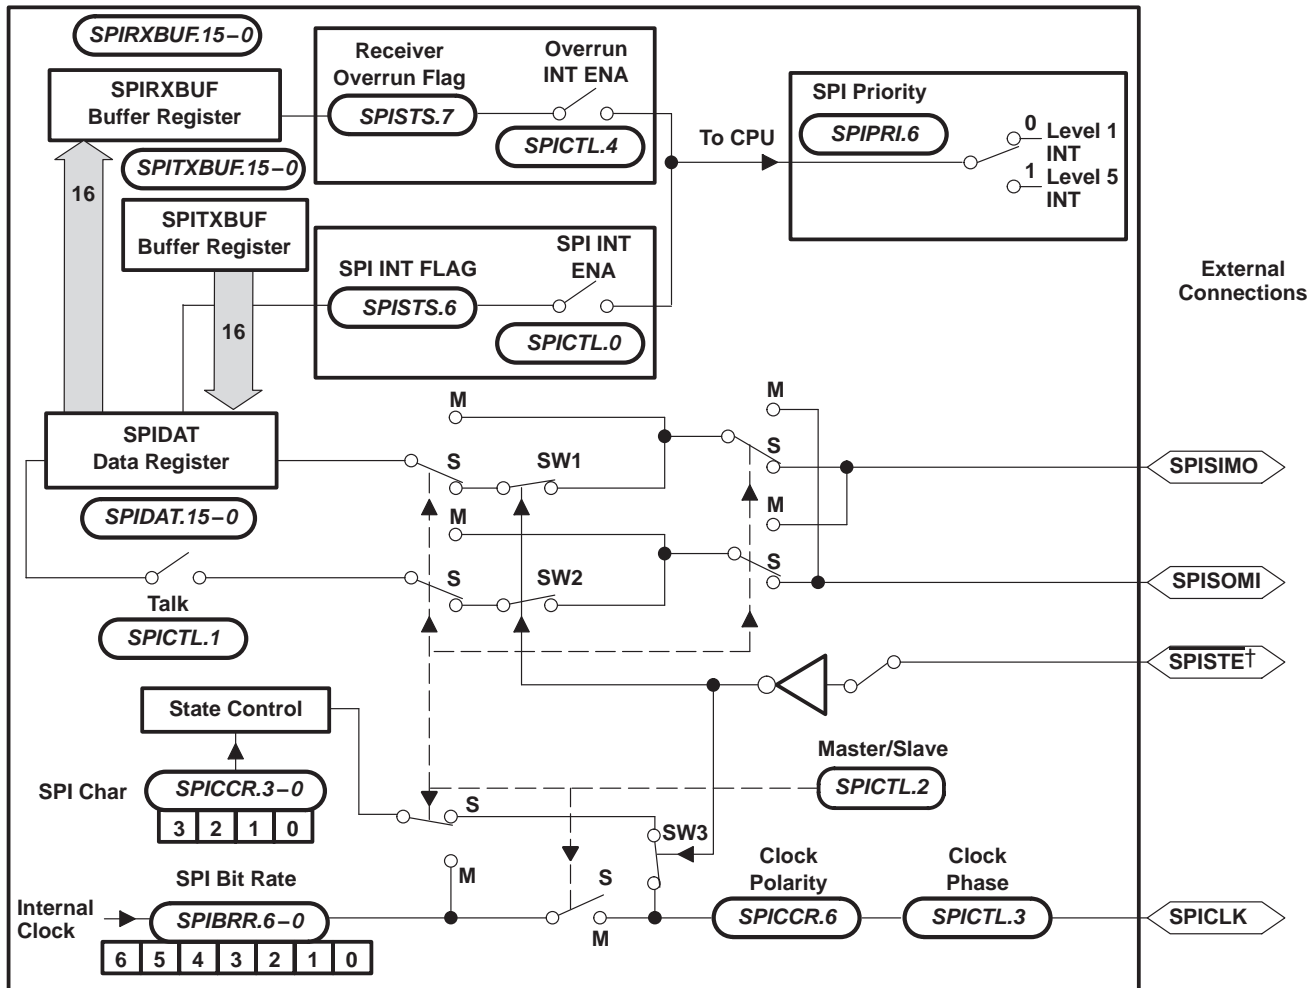 SPIRXBUF.15–0
SPIRXBUF
Buffer Register
Receiver
Overrun Flag
SPISTS.7
Overrun
INT ENA
SPICTL.4
To CPU
SPI Priority
SPIPRI.6
0
Level 1
INT
1
Level 5
INT
SPITXBUF.15–0
16
SPITXBUF
Buffer Register
SPI INT FLAG
SPISTS.6
SPI INT
ENA
SPICTL.0
External
Connections
16
SPIDAT
Data Register
M
S
SW1
M
S
SPISIMO
SPIDAT.15–0
M
S
SW2
M
S
SPISOMI
Talk
SPICTL.1
SPISTE†
State Control
Master/Slave
SPICTL.2
SPI Char
SPICCR.3–0
3 2 1 0
S
SW3
M
SPI Bit Rate
Internal
Clock
SPIBRR.6–0
6 5 4 3 2 1 0
S
M
Clock
Polarity
SPICCR.6
Clock
Phase
SPICTL.3
SPICLK